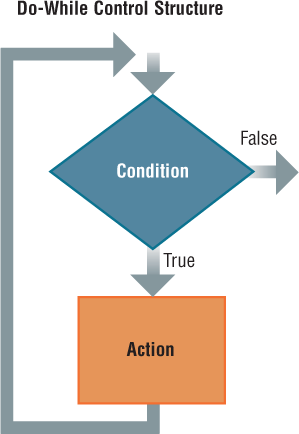 Do-While Control Structure
False
Condition
True
Action